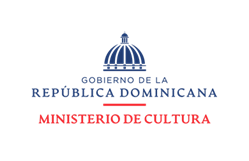 GOBIERNO DE LA
REPÚBLICA DOMINICANA
MINISTERIO DE CULTURA